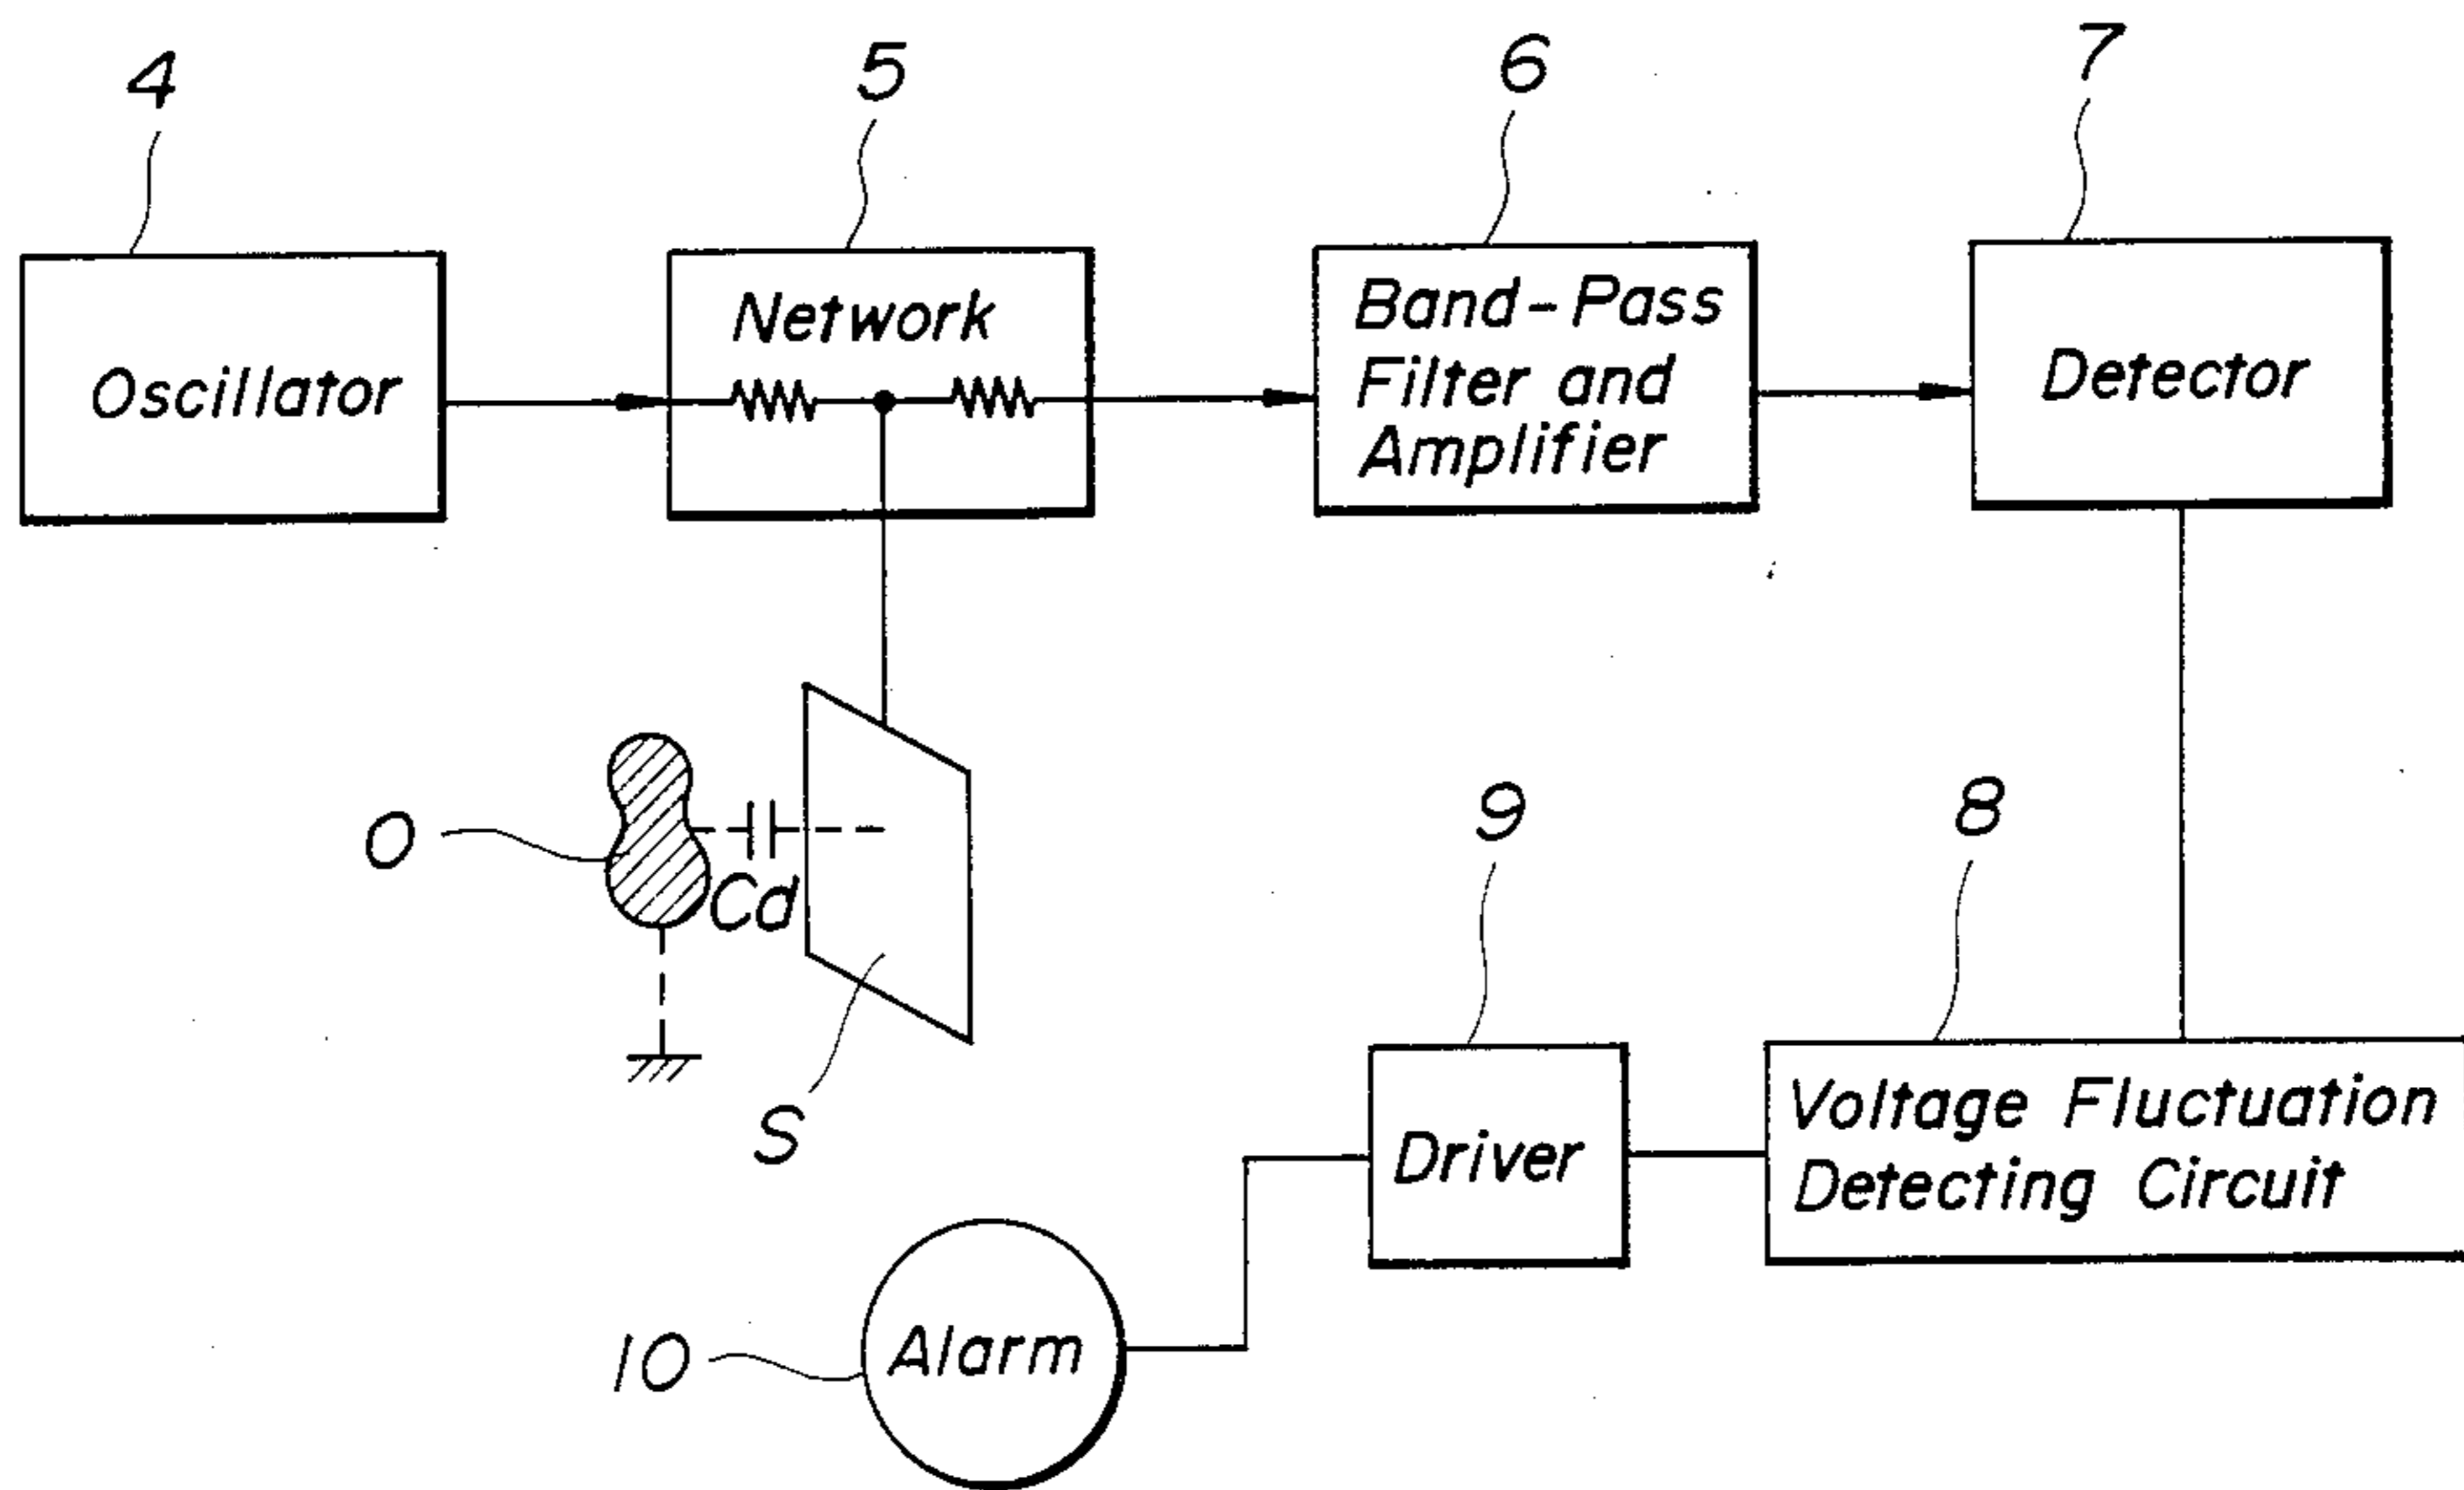 4
5
6
7
Oscillator
Network
Band-Pass
Filter and
Amplifier
Detector
O
Cd
S
9
8
Driver
Voltage Fluctuation
Detecting Circuit
10
Alarm